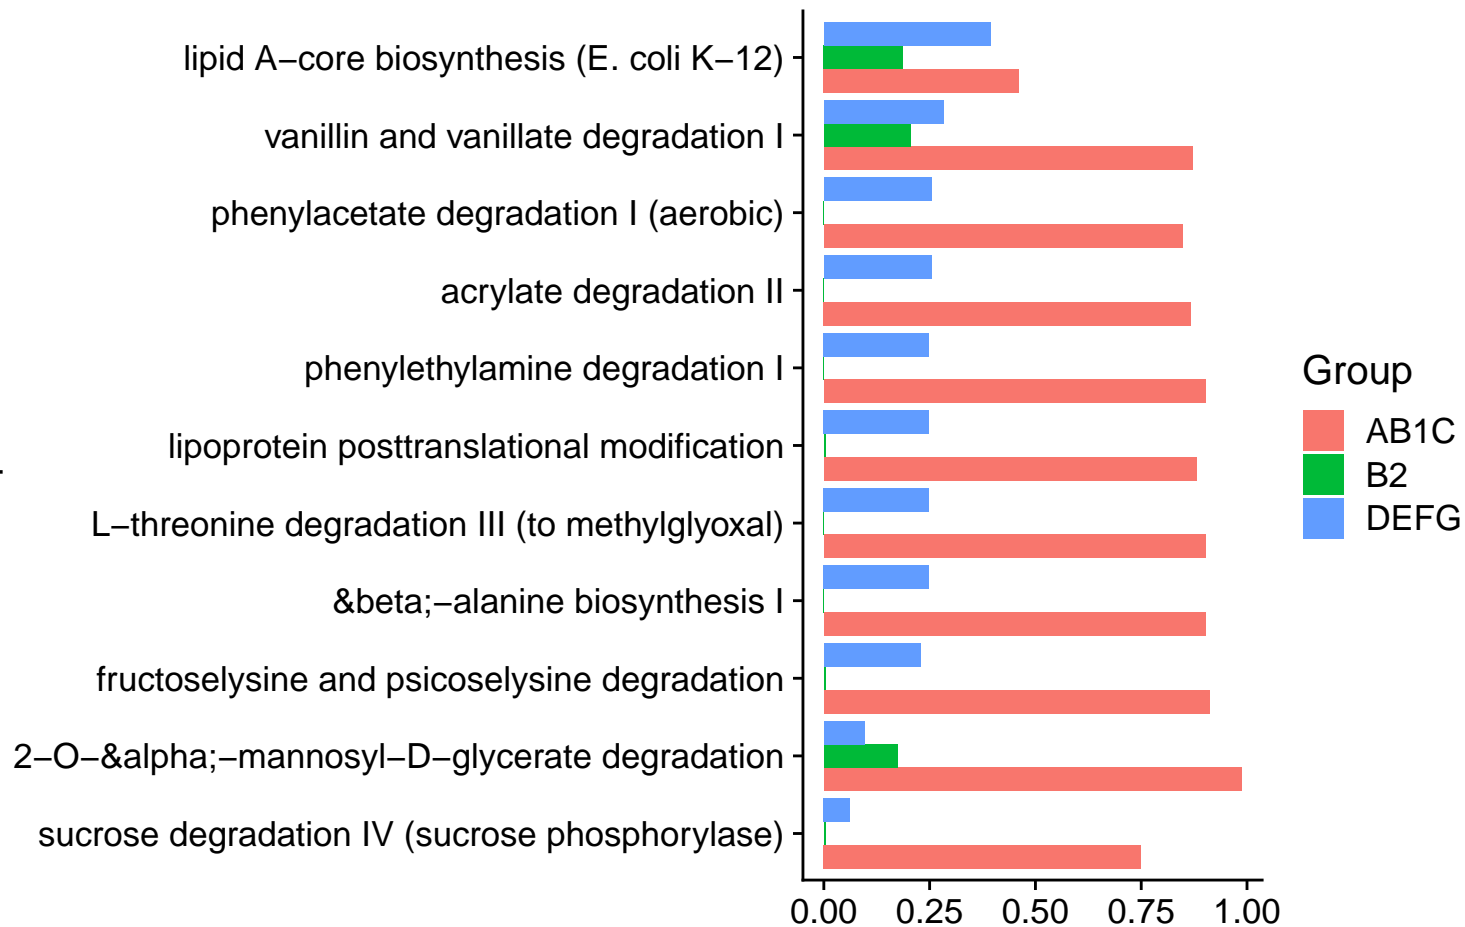 lipid A−core biosynthesis (E. coli K−12)
vanillin and vanillate degradation I
phenylacetate degradation I (aerobic)
acrylate degradation II
phenylethylamine degradation I
lipoprotein posttranslational modification
L−threonine degradation III (to methylglyoxal)
&beta;−alanine biosynthesis I
fructoselysine and psicoselysine degradation
2−O−&alpha;−mannosyl−D−glycerate degradation
sucrose degradation IV (sucrose phosphorylase)
0.00 0.25 0.50 0.75 1.00
Group
AB1C
B2
DEFG